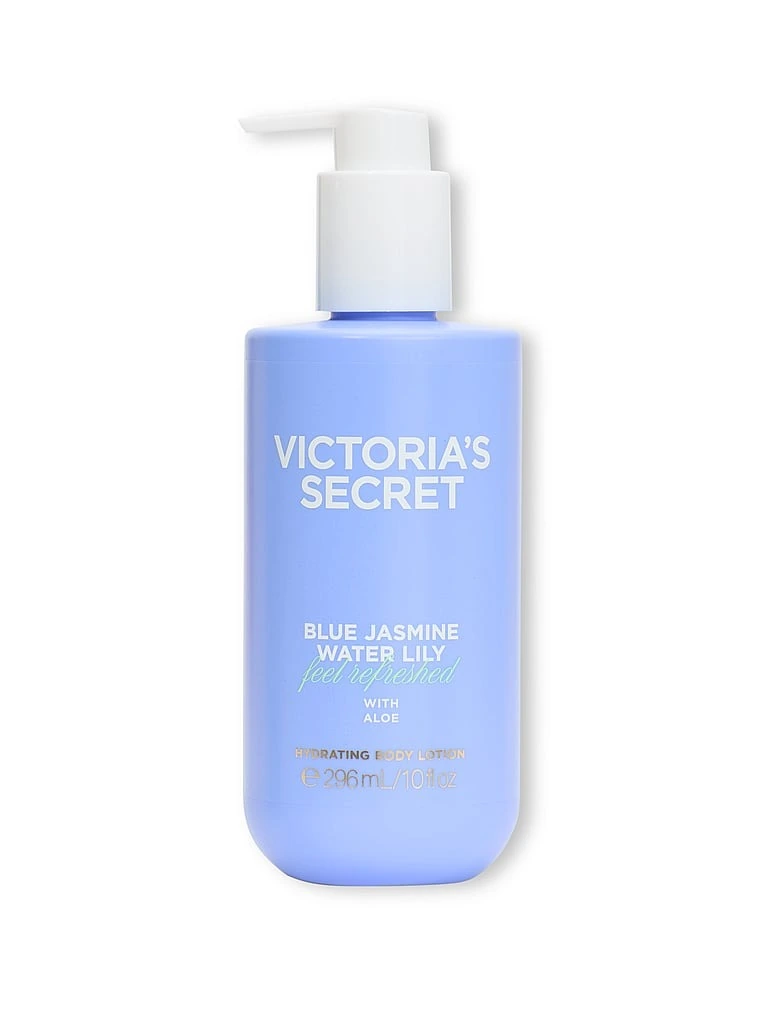 VICTORIA'S
SECRET
BLUE JASMINE
WATER LILY
feel refreshed
WITH
ALOE
HYDRATING BODY LOTION
℮ 296 mL/10 fl oz